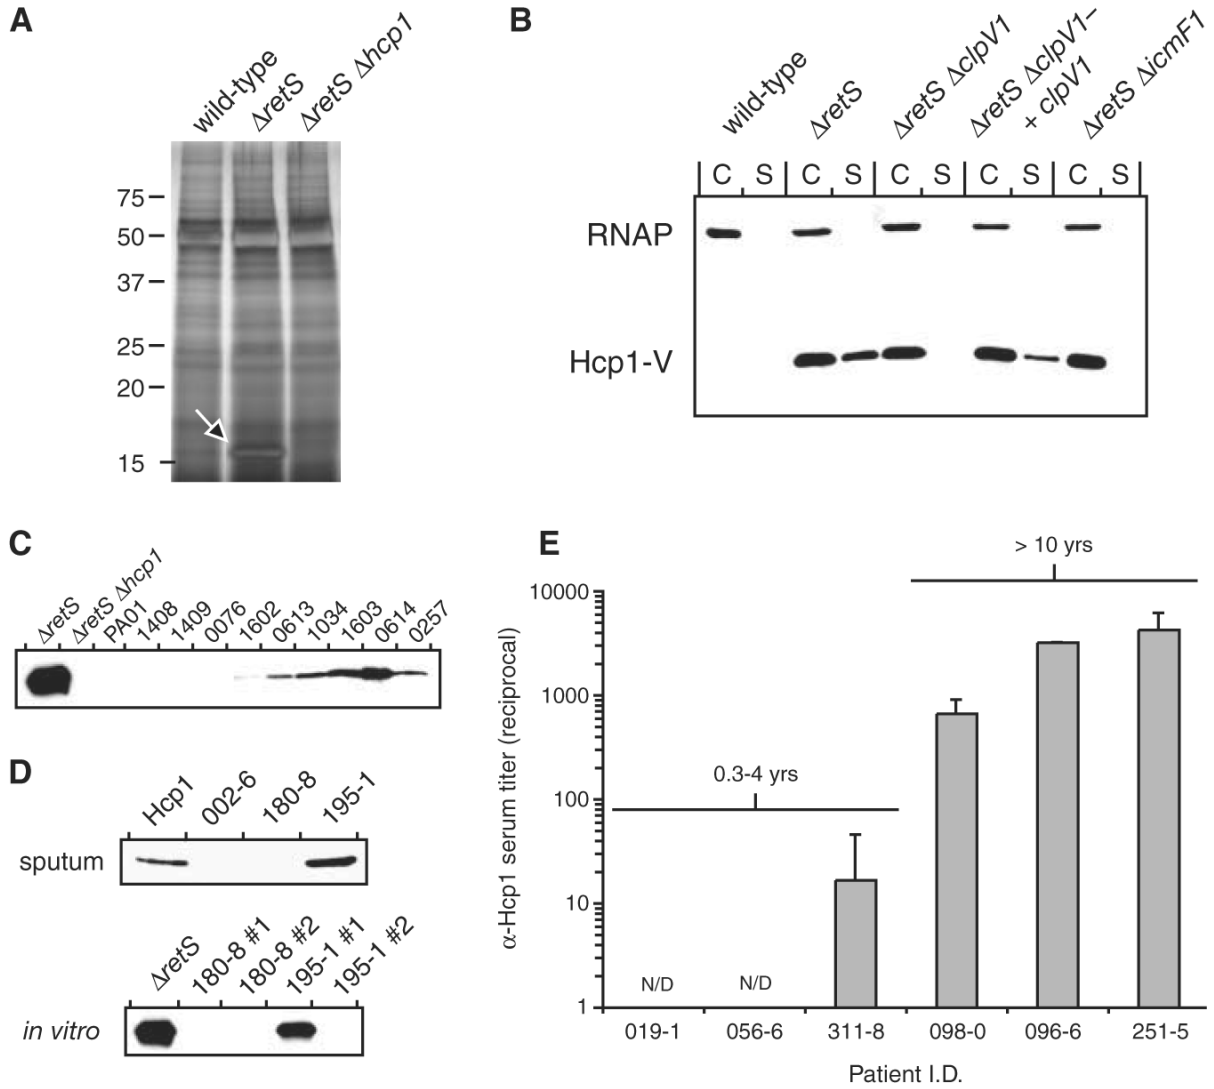 A
wild-type
ΔretS
ΔretS Δhcp1
75
50
37
25
20
15
B
wild-type
ΔretS
ΔretS ΔclpV1
ΔretS ΔclpV1–
+ clpV1
ΔretS ΔicmF1
C S C S C S C S C S
RNAP
Hcp1-V
C
ΔretS
ΔretS Δhcp1
PA01
1408
1409
0076
1602
0613
1034
1603
0614
0257
D
Hcp1
002-6
180-8
195-1
sputum
ΔretS
180-8 #1
180-8 #2
195-1 #1
195-1 #2
in vitro
E
> 10 yrs
0.3-4 yrs
α-Hcp1 serum titer (reciprocal)
10000
1000
100
10
1
N/D N/D
019-1 056-6 311-8 098-0 096-6 251-5
Patient I.D.